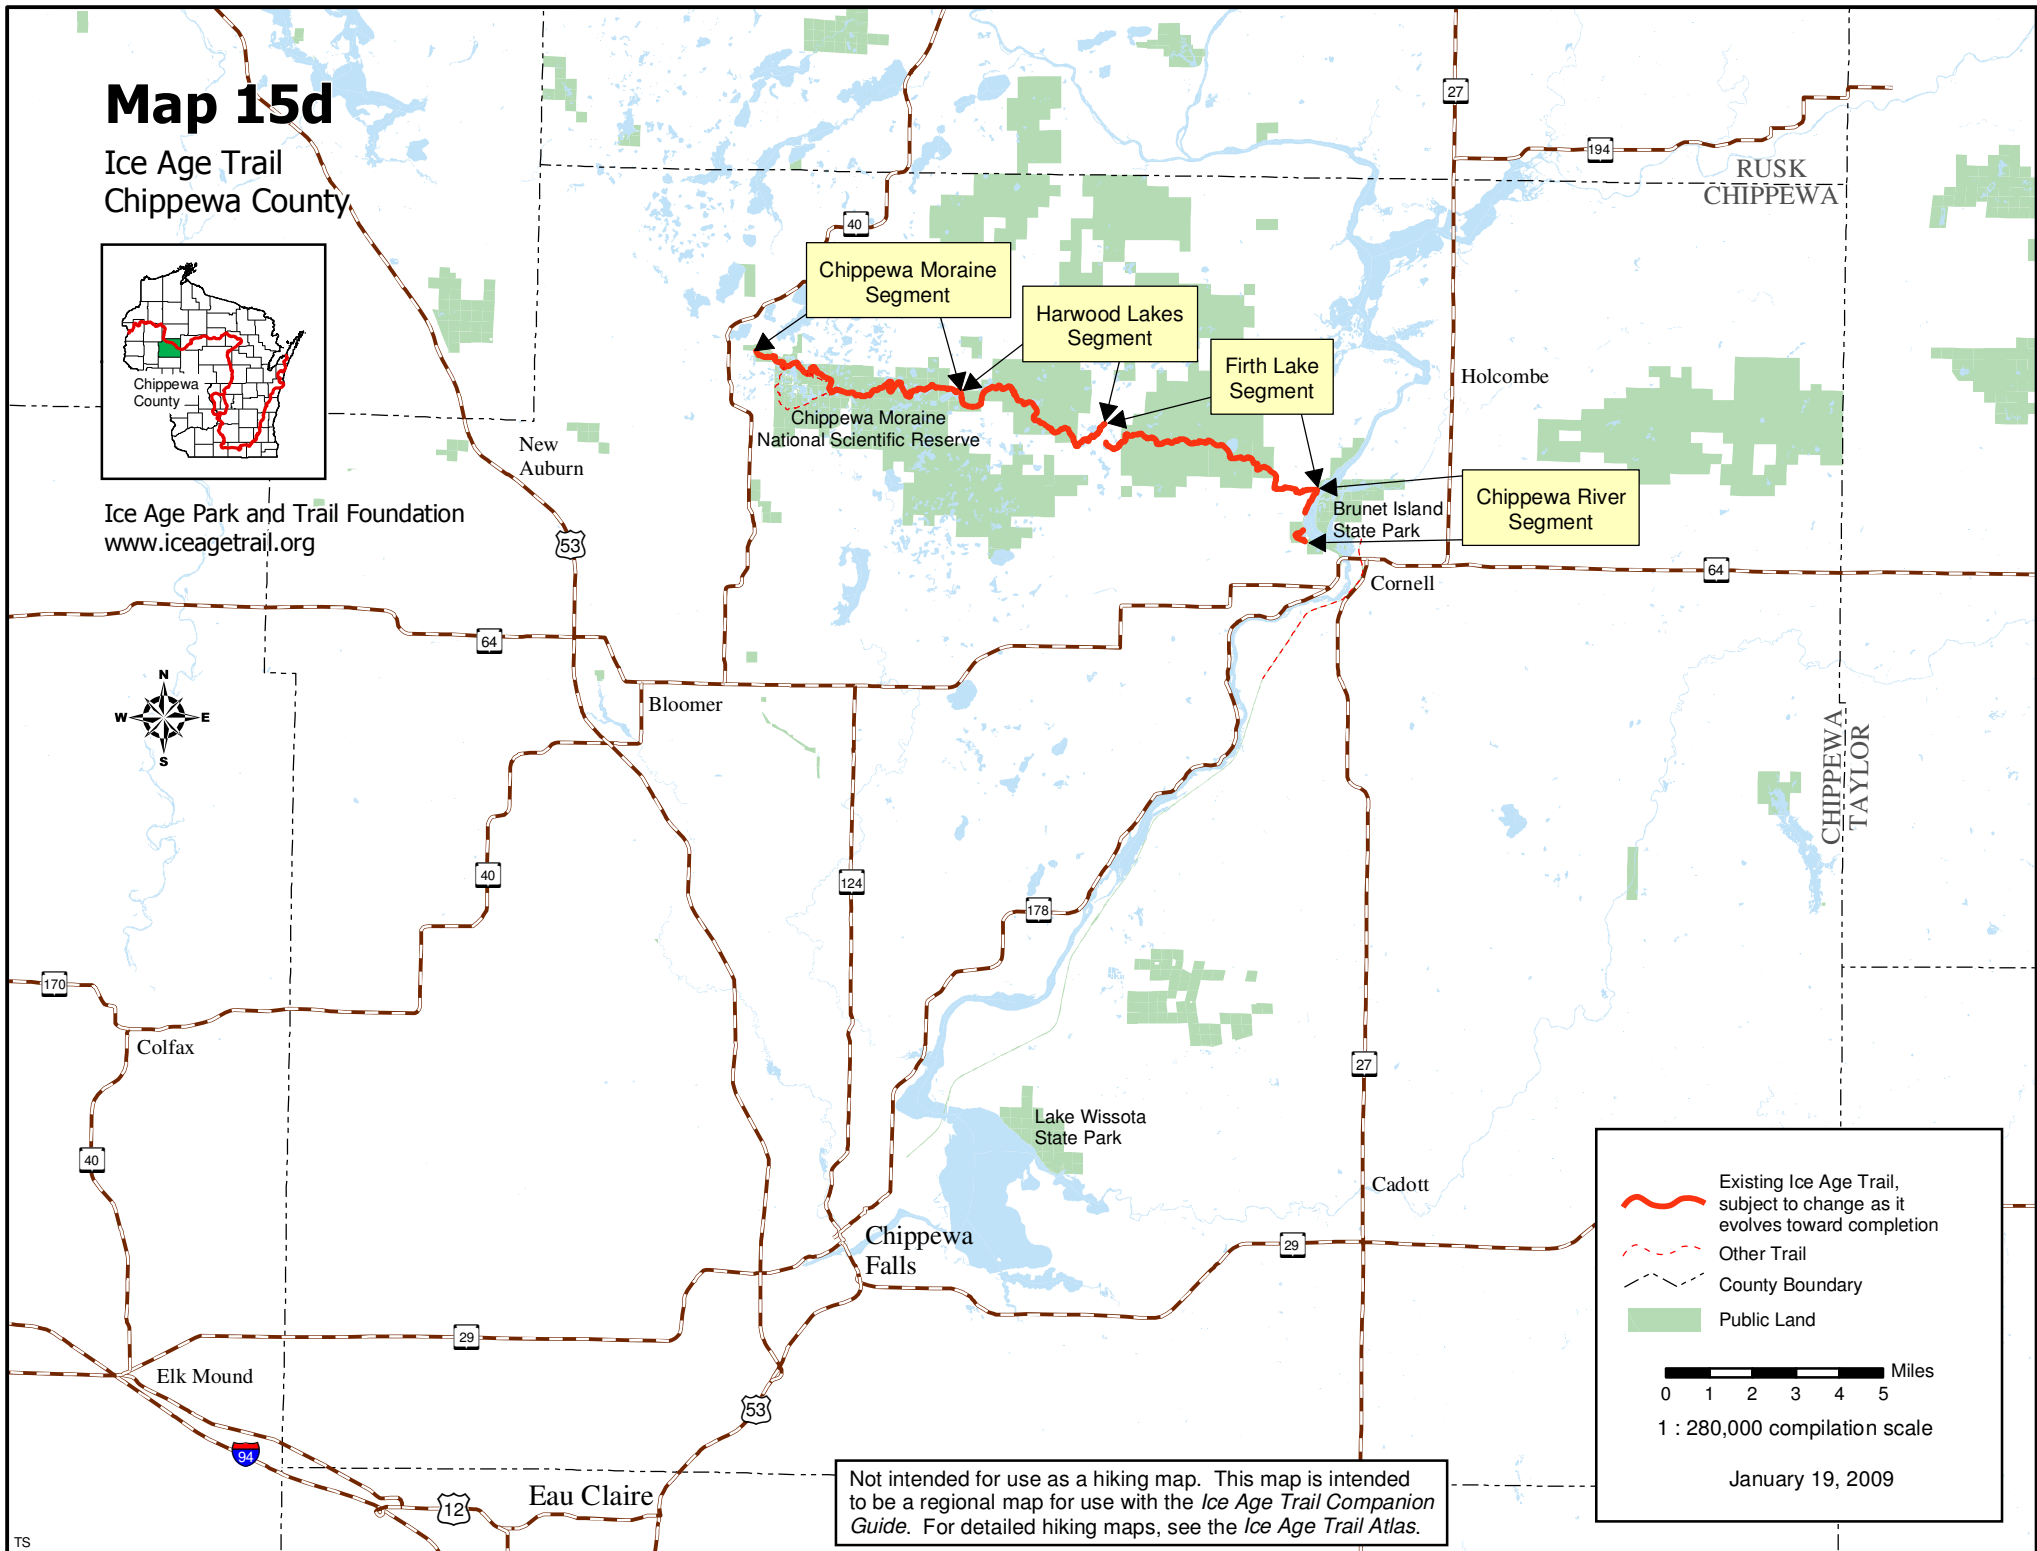 Map 15d
Ice Age Trail
Chippewa County
Chippewa
County
Ice Age Park and Trail Foundation
www.iceagetrail.org
27
194
RUSK
CHIPPEWA
40
Chippewa Moraine
Segment
Harwood Lakes
Segment
Firth Lake
Segment
Holcombe
Chippewa Moraine
National Scientific Reserve
New
Auburn
Chippewa River
Segment
Brunet Island
State Park
53
64
Cornell
64
N
W
E
S
Bloomer
CHIPPEWA
TAYLOR
40
124
178
170
Colfax
27
Lake Wissota
State Park
40
Cadott
Chippewa
Falls
29
29
Elk Mound
53
94
12
Eau Claire
Existing Ice Age Trail,
subject to change as it
evolves toward completion
Other Trail
County Boundary
Public Land
Miles
0 1 2 3 4 5
1 : 280,000 compilation scale
January 19, 2009
Not intended for use as a hiking map. This map is intended
to be a regional map for use with the Ice Age Trail Companion
Guide. For detailed hiking maps, see the Ice Age Trail Atlas.
TS